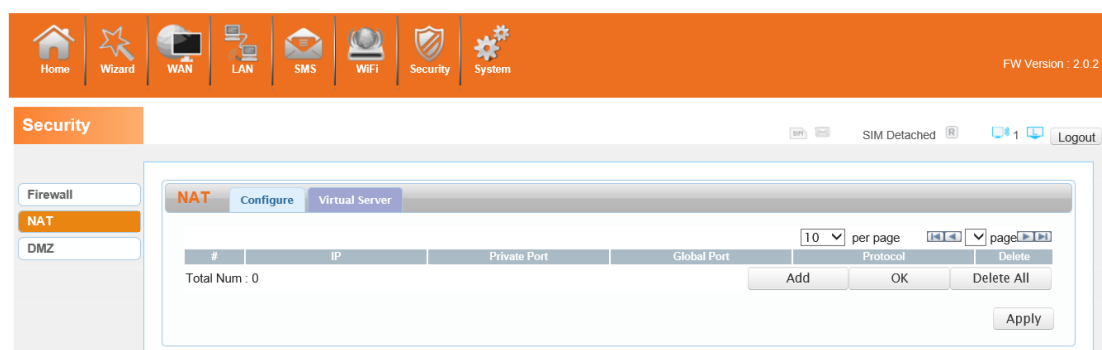 Home Wizard WAN LAN SMS WiFi Security System
FW Version : 2.0.2
Security
SIM SIM Detached R 1 Logout
Firewall
NAT
DMZ
NAT Configure Virtual Server
10 per page page
# IP Private Port Global Port Protocol Delete
Total Num : 0 Add OK Delete All
Apply